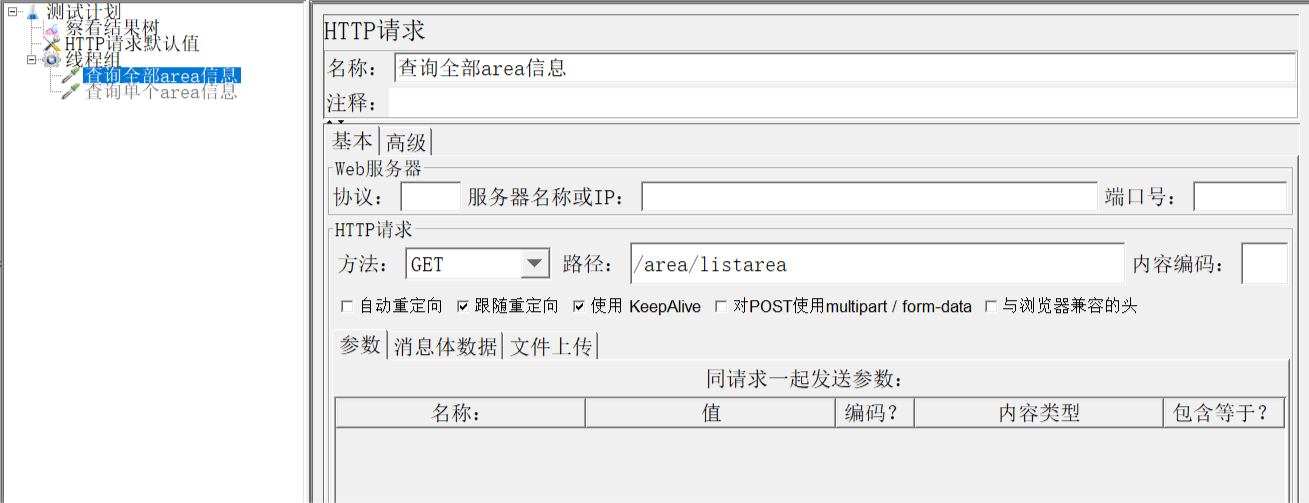 测试计划
察看结果树
HTTP请求默认值
线程组
查询全部area信息
查询单个area信息
HTTP请求
名称： 查询全部area信息
注释：
基本 高级
Web服务器
协议： 服务器名称或IP： 端口号：
HTTP请求
方法： GET 路径： /area/listarea 内容编码：
自动重定向 跟随重定向 使用 KeepAlive 对POST使用multipart / form-data 与浏览器兼容的头
参数 消息体数据 文件上传
同请求一起发送参数：
名称： 值 编码？ 内容类型 包含等于？